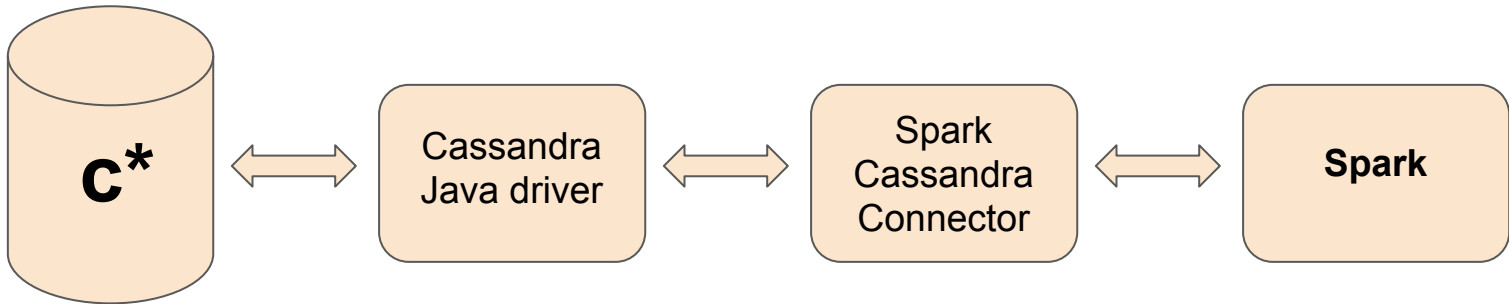 c*
Cassandra
Java driver
Spark
Cassandra
Connector
Spark